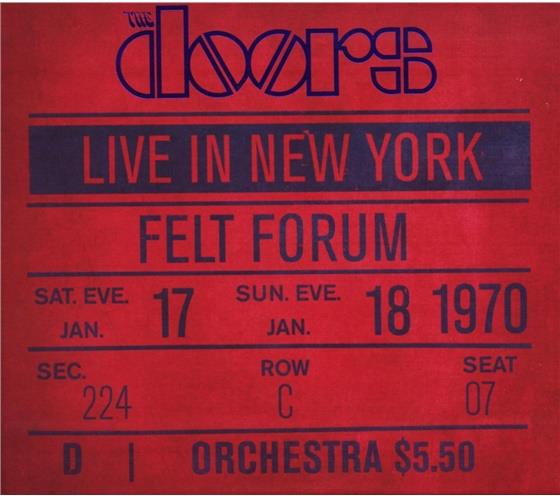 THE
doors
LIVE IN NEW YORK
FELT FORUM
SAT. EVE. JAN. 17 SUN. EVE. JAN. 18 1970
SEC. ROW SEAT
224 C 07
D | ORCHESTRA $5.50